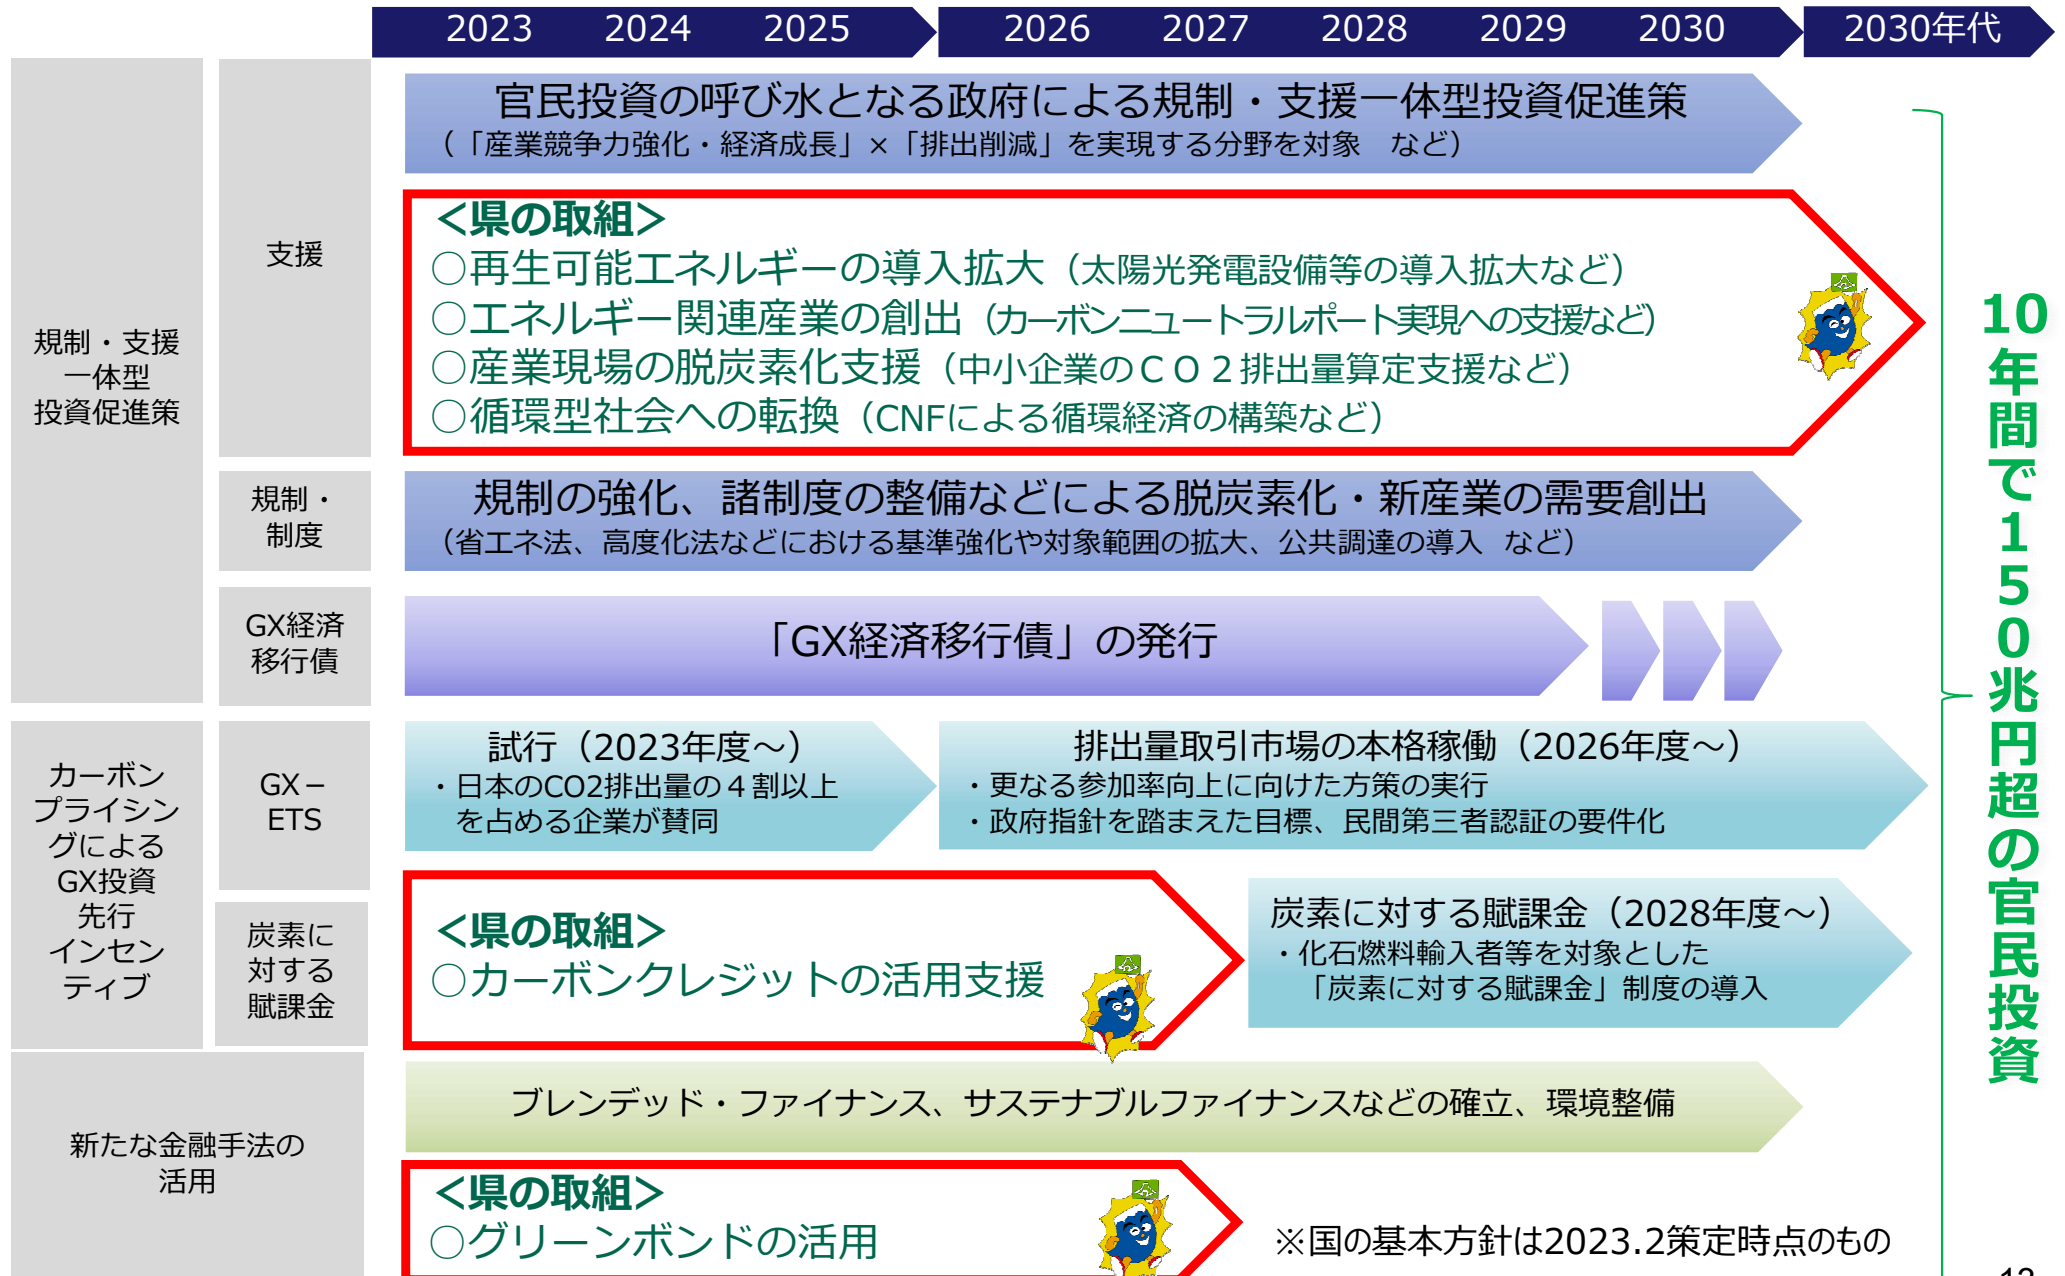 2023 2024 2025 2026 2027 2028 2029 2030 2030年代
規制・支援
一体型
投資促進策
支援
官民投資の呼び水となる政府による規制・支援一体型投資促進策
（「産業競争力強化・経済成長」×「排出削減」を実現する分野を対象　など）
＜県の取組＞
○再生可能エネルギーの導入拡大（太陽光発電設備等の導入拡大など）
○エネルギー関連産業の創出（カーボンニュートラルポート実現への支援など）
○産業現場の脱炭素化支援（中小企業のＣＯ２排出量算定支援など）
○循環型社会への転換（CNFによる循環経済の構築など）
規制・
制度
規制の強化、諸制度の整備などによる脱炭素化・新産業の需要創出
（省エネ法、高度化法などにおける基準強化や対象範囲の拡大、公共調達の導入 など）
GX経済
移行債
「GX経済移行債」の発行
カーボン
プライシン
グによる
GX投資
先行
インセン
ティブ
GX－
ETS
試行（2023年度～）
・日本のCO2排出量の４割以上
を占める企業が賛同
排出量取引市場の本格稼働（2026年度～）
・更なる参加率向上に向けた方策の実行
・政府指針を踏まえた目標、民間第三者認証の要件化
炭素に
対する
賦課金
＜県の取組＞
○カーボンクレジットの活用支援
炭素に対する賦課金（2028年度～）
・化石燃料輸入者等を対象とした
「炭素に対する賦課金」制度の導入
新たな金融手法の
活用
ブレンデッド・ファイナンス、サステナブルファイナンスなどの確立、環境整備
＜県の取組＞
○グリーンボンドの活用
※国の基本方針は2023.2策定時点のもの
10年間で150兆円超の官民投資